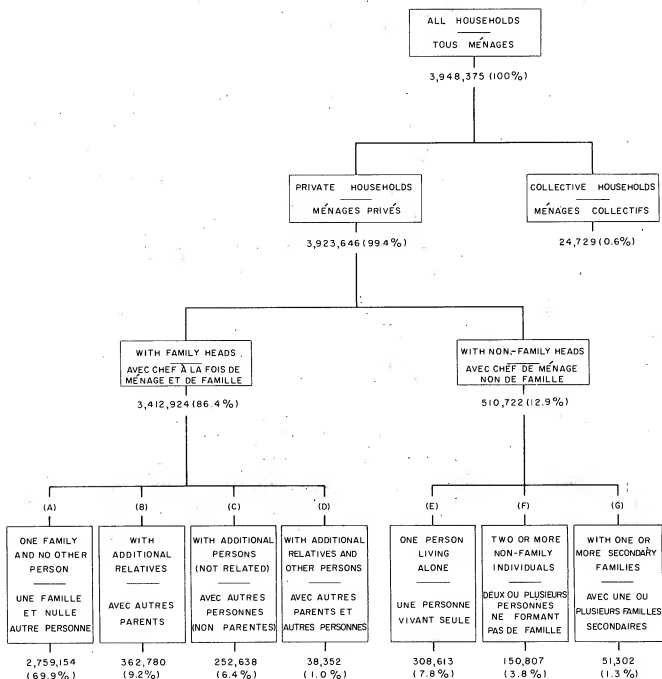 ALL HOUSEHOLDS
TOUS MÉNAGES
3,948,375 (100%)
PRIVATE HOUSEHOLDS
MÉNAGES PRIVÉS
3,923,646 (99.4%)
COLLECTIVE HOUSEHOLDS
MÉNAGES COLLECTIFS
24,729 (0.6%)
WITH FAMILY HEADS
AVEC CHEF À LA FOIS DE
MÉNAGE ET DE FAMILLE
3,412,924 (86.4%)
WITH NON-FAMILY HEADS
AVEC CHEF DE MÉNAGE
NON DE FAMILLE
510,722 (12.9%)
(A)
ONE FAMILY
AND NO OTHER
PERSON
UNE FAMILLE
ET NULLE
AUTRE PERSONNE
2,759,154
(69.9%)
(B)
WITH
ADDITIONAL
RELATIVES
AVEC AUTRES
PARENTS
362,780
(9.2%)
(C)
WITH ADDITIONAL
PERSONS
(NOT RELATED)
AVEC AUTRES
PERSONNES
(NON PARENTES)
252,638
(6.4%)
(D)
WITH ADDITIONAL
RELATIVES AND
OTHER PERSONS
AVEC AUTRES
PARENTS ET
AUTRES PERSONNES
38,352
(1.0%)
(E)
ONE PERSON
LIVING
ALONE
UNE PERSONNE
VIVANT SEULE
308,613
(7.8%)
(F)
TWO OR MORE
NON-FAMILY
INDIVIDUALS
DEUX OU PLUSIEURS
PERSONNES
NE FORMANT
PAS DE FAMILLE
150,807
(3.8%)
(G)
WITH ONE OR
MORE SECONDARY
FAMILIES
AVEC UNE OU
PLUSIEURS FAMILLES
SECONDAIRES
51,302
(1.3%)